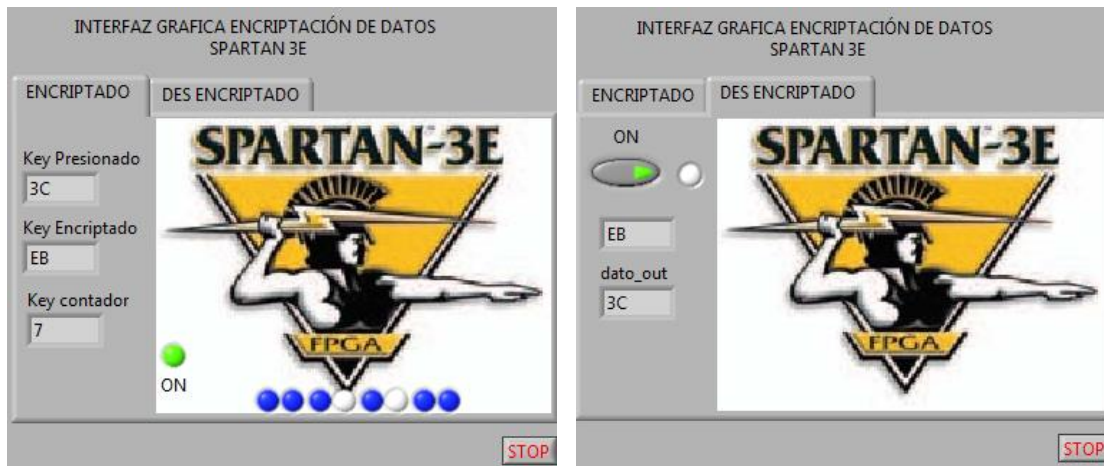 INTERFAZ GRAFICA ENCRIPTACIÓN DE DATOS
SPARTAN 3E
ENCRIPTADO
DES ENCRIPTADO
SPARTAN-3E
Key Presionado
3C
Key Encriptado
EB
Key contador
7
FPGA
ON
STOP
INTERFAZ GRAFICA ENCRIPTACIÓN DE DATOS
SPARTAN 3E
ENCRIPTADO
DES ENCRIPTADO
ON
SPARTAN-3E
EB
dato_out
3C
FPGA
STOP